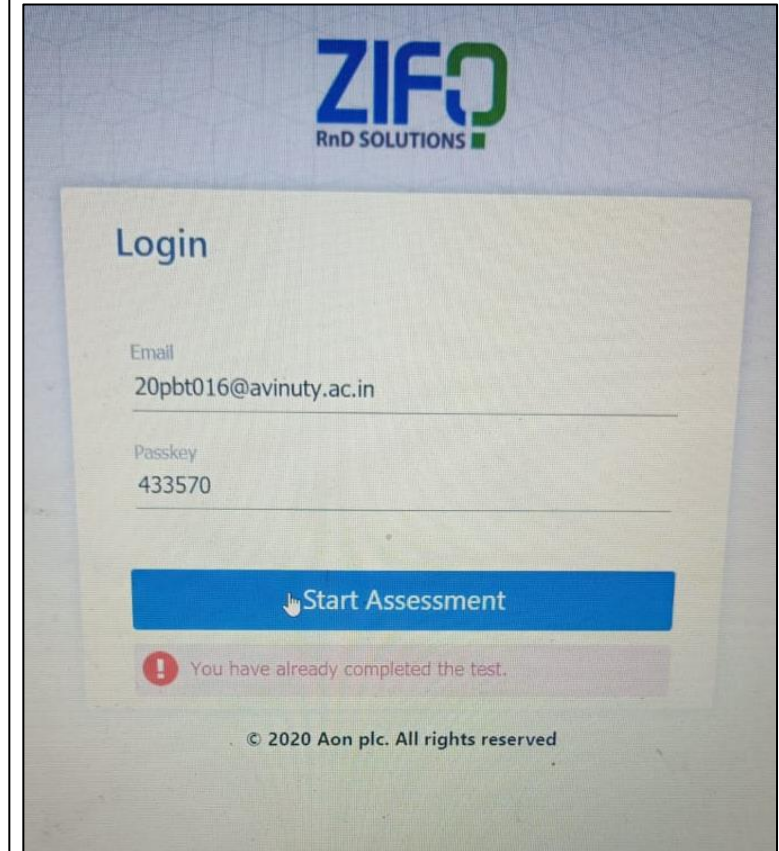 ZIFO
RnD SOLUTIONS
Login
Email
20pbt016@avinuty.ac.in
Passkey
433570
Start Assessment
You have already completed the test.
© 2020 Aon plc. All rights reserved